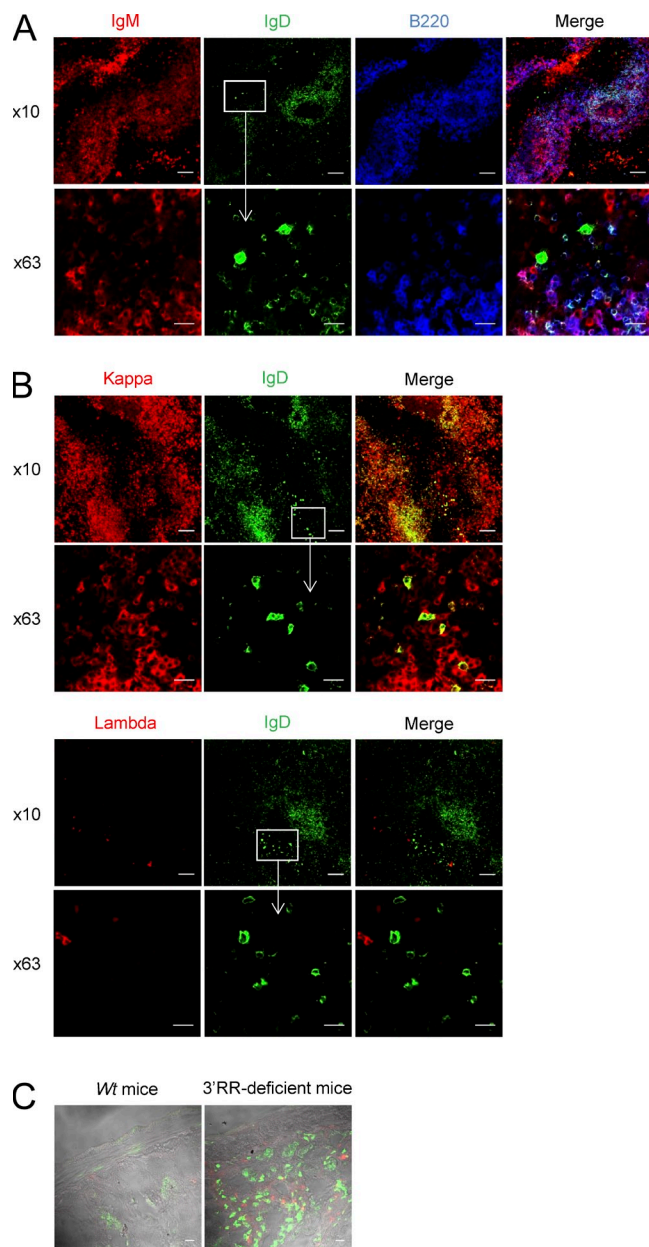 A
IgM IgD B220 Merge
x10
x63
B
Kappa IgD Merge
x10
x63
Lambda IgD Merge
x10
x63
C
Wt mice 3'RR-deficient mice